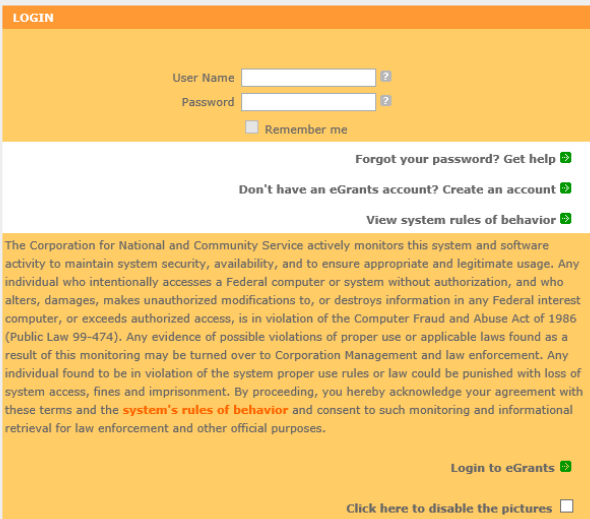 LOGIN
User Name
?
Password
?
Remember me
Forgot your password? Get help
Don't have an eGrants account? Create an account
View system rules of behavior
The Corporation for National and Community Service actively monitors this system and software
activity to maintain system security, availability, and to ensure appropriate and legitimate usage. Any
individual who intentionally accesses a Federal computer or system without authorization, and who
alters, damages, makes unauthorized modifications to, or destroys information in any Federal interest
computer, or exceeds authorized access, is in violation of the Computer Fraud and Abuse Act of 1986
(Public Law 99-474). Any evidence of possible violations of proper use or applicable laws found as a
result of this monitoring may be turned over to Corporation Management and law enforcement. Any
individual found to be in violation of the system proper use rules or law could be punished with loss of
system access, fines and imprisonment. By proceeding, you hereby acknowledge your agreement with
these terms and the system's rules of behavior and consent to such monitoring and informational
retrieval for law enforcement and other official purposes.
Login to eGrants
Click here to disable the pictures